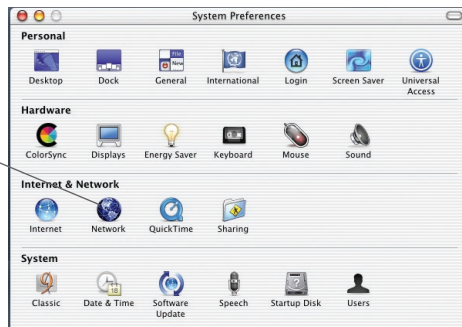 System Preferences
Personal
Desktop Dock General International Login Screen Saver Universal Access
Hardware
ColorSync Displays Energy Saver Keyboard Mouse Sound
Internet & Network
Internet Network QuickTime Sharing
System
Classic Date & Time Software Update Speech Startup Disk Users